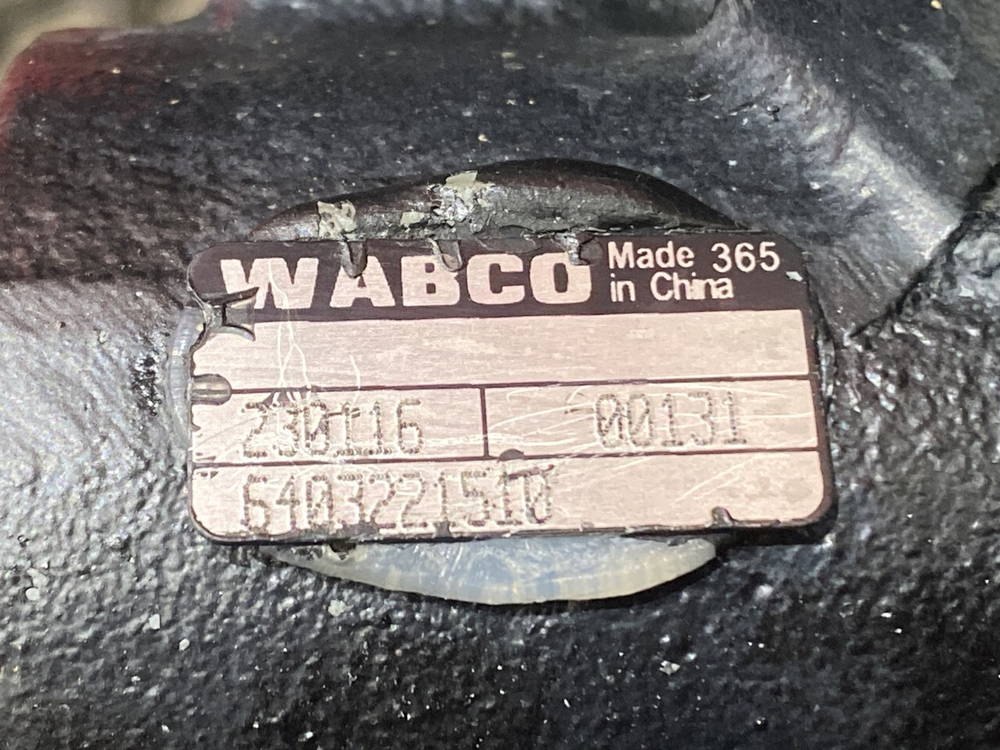 WABCO Made 365
in China
230116 00131
6403221510